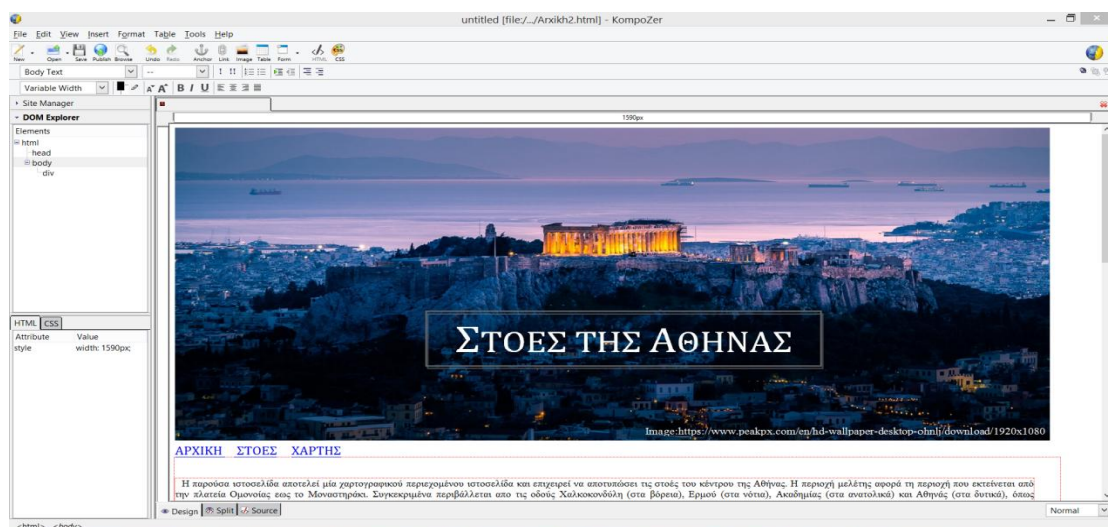 untitled [file:/.../Arxikh2.html] - KompoZer
File Edit View Insert Format Table Tools Help
New Open Save Publish Browse Undo Redo Anchor Link Image Table Form HTML CSS
Body Text --
Variable Width A A B I U
Site Manager
DOM Explorer
1590px
Elements
html
head
body
div
ΣΤΟΕΣ ΤΗΣ ΑΘΗΝΑΣ
HTML CSS
Attribute Value
style width: 1590px;
Image:https://www.peakpx.com/en/hd-wallpaper-desktop-ohnlj/download/1920x1080
ΑΡΧΙΚΗ ΣΤΟΕΣ ΧΑΡΤΗΣ
Η παρούσα ιστοσελίδα αποτελεί μία χαρτογραφικού περιεχομένου ιστοσελίδα και επιχειρεί να αποτυπώσει τις στοές του κέντρου της Αθήνας. Η περιοχή μελέτης αφορά τη περιοχή που εκτείνεται από
την πλατεία Ομονοίας εως το Μοναστηράκι. Συγκεκριμένα περιβάλλεται απο τις οδούς Χαλκοκονδύλη (στα βόρεια), Ερμού (στα νότια), Ακαδημίας (στα ανατολικά) και Αθηνάς (στα δυτικά), όπως
Design Split Source Normal
<html> <body>